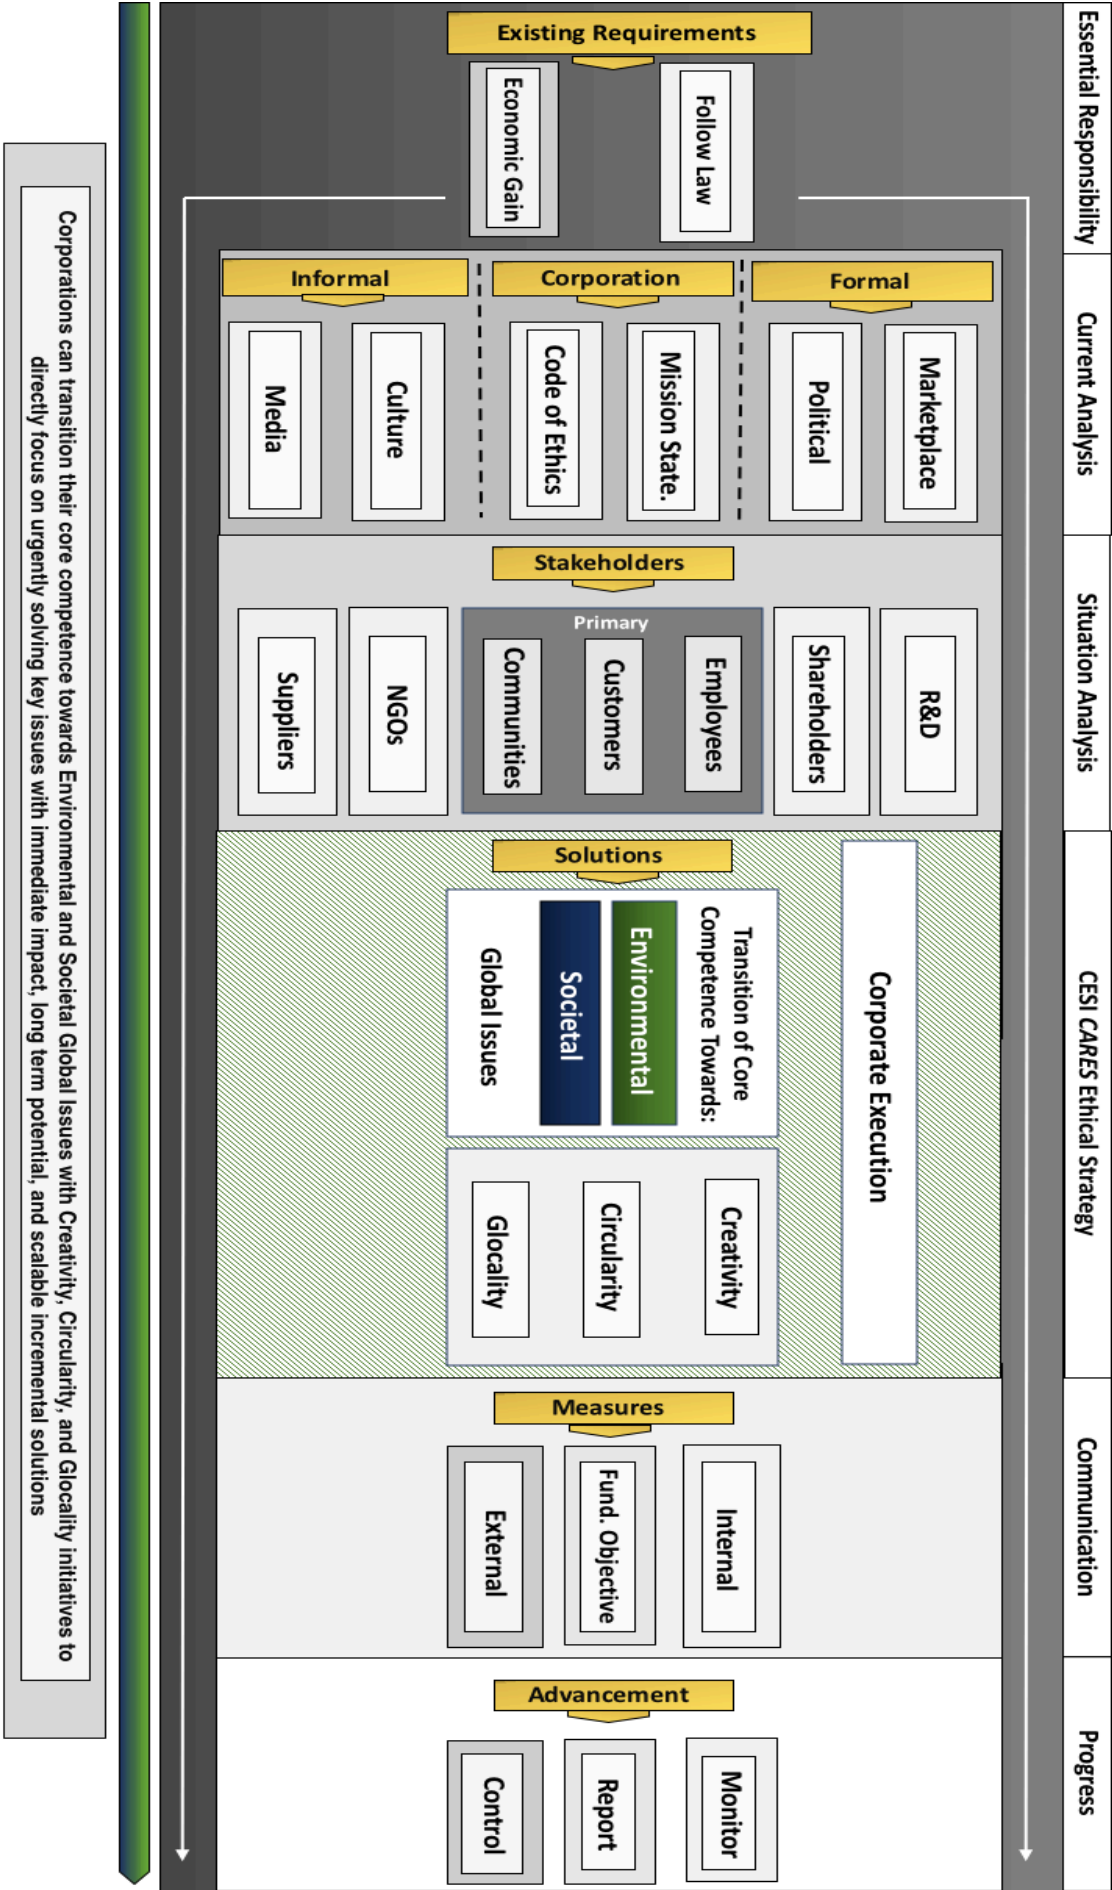 Essential Responsibility
Existing Requirements
Follow Law
Economic Gain
Current Analysis
Formal
Marketplace
Political
Corporation
Mission State.
Code of Ethics
Informal
Culture
Media
Situation Analysis
Stakeholders
R&D
Shareholders
Primary
Employees
Customers
Communities
NGOs
Suppliers
CESI CARES Ethical Strategy
Corporate Execution
Solutions
Transition of Core
Competence Towards:
Environmental
Societal
Global Issues
Creativity
Circularity
Glocality
Communication
Measures
Internal
Fund. Objective
External
Progress
Advancement
Monitor
Report
Control
Corporations can transition their core competence towards Environmental and Societal Global Issues with Creativity, Circularity, and Glocality initiatives to
directly focus on urgently solving key issues with immediate impact, long term potential, and scalable incremental solutions